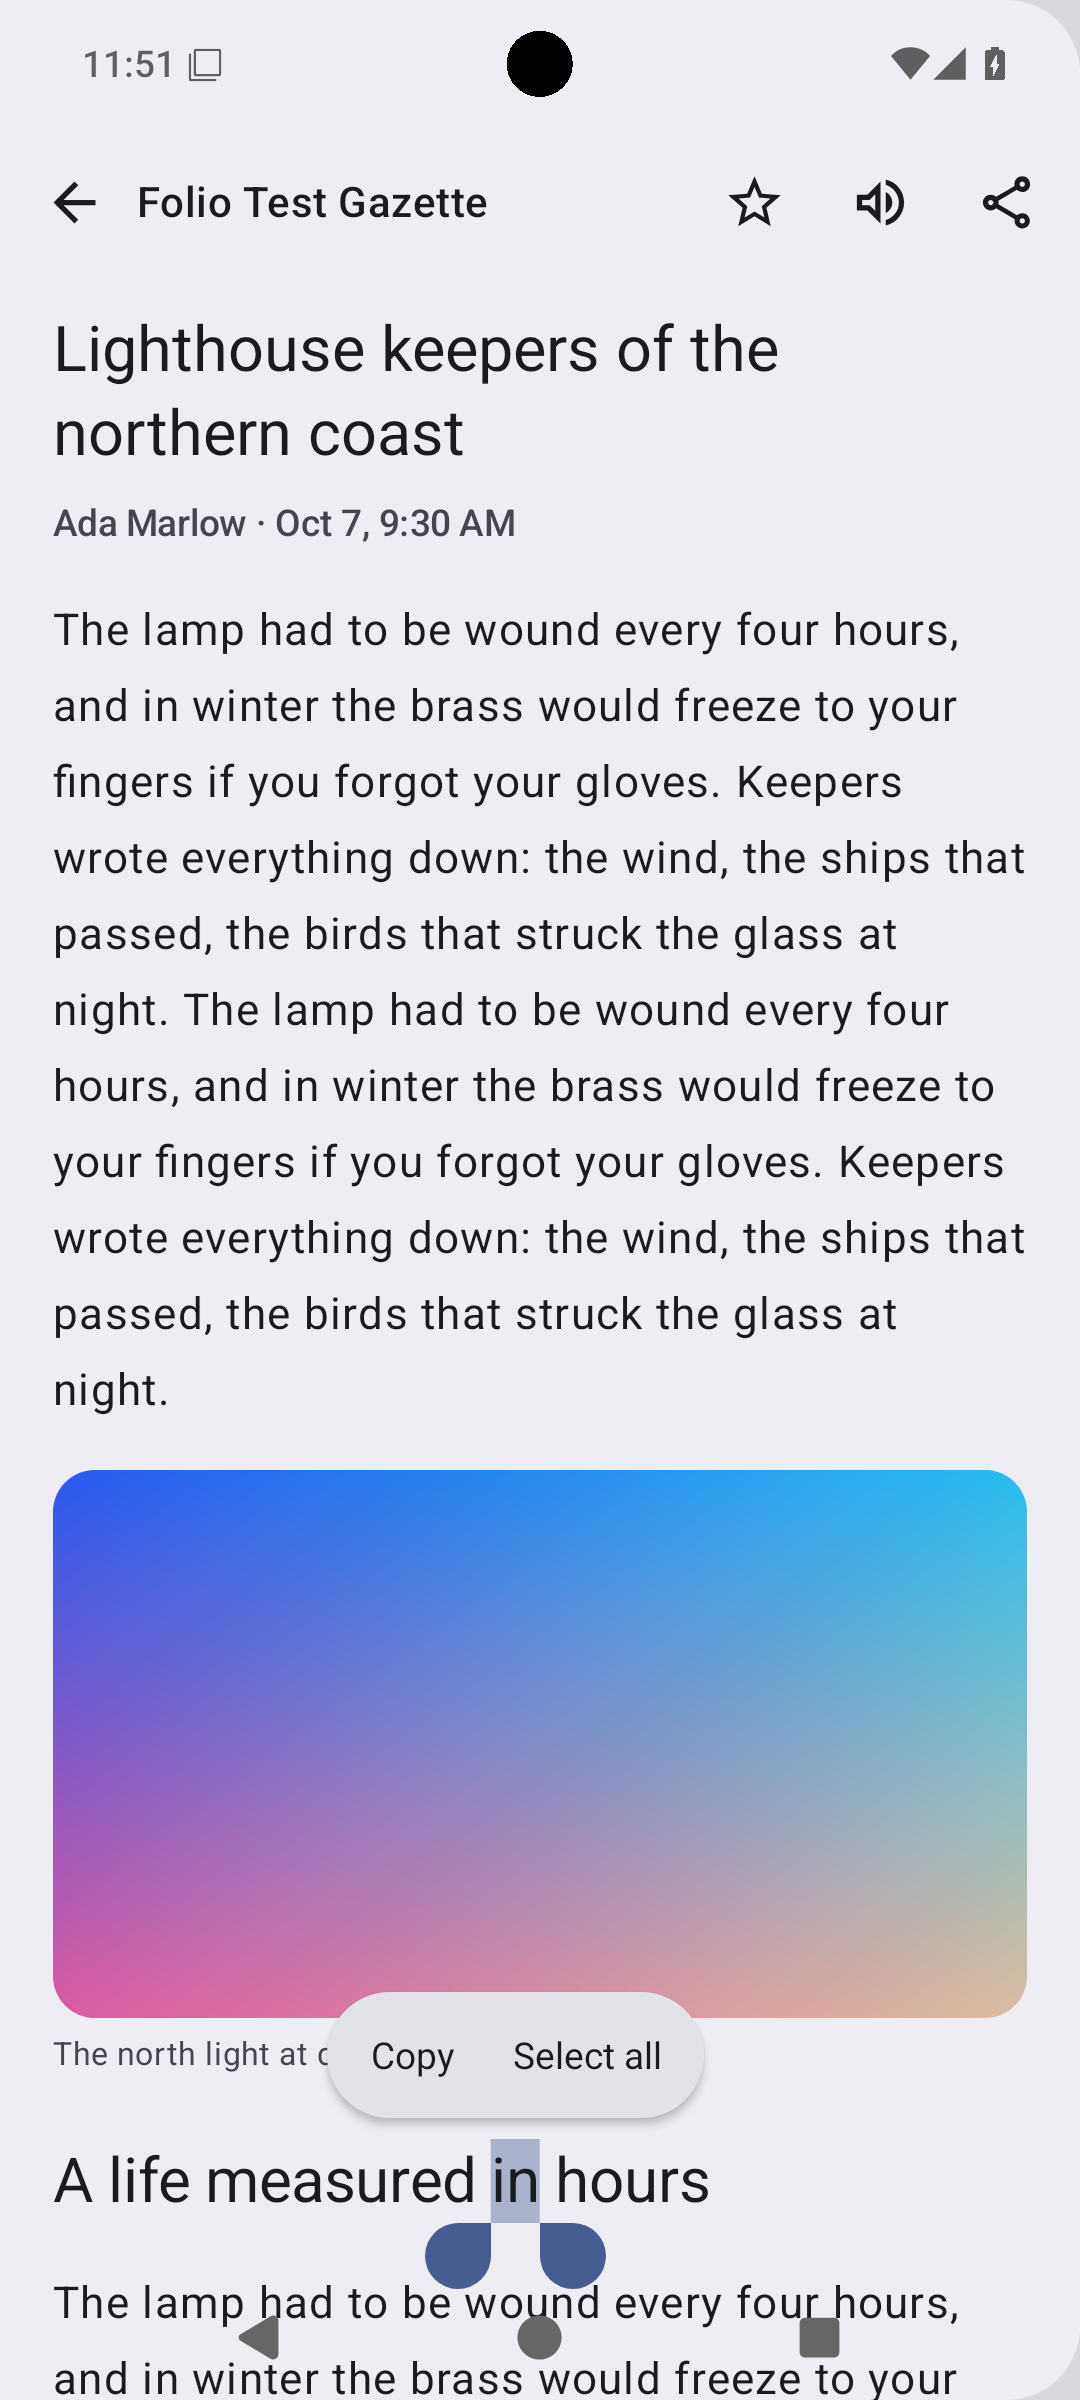 11:51
Folio Test Gazette
Lighthouse keepers of the
northern coast
Ada Marlow · Oct 7, 9:30 AM
The lamp had to be wound every four hours,
and in winter the brass would freeze to your
fingers if you forgot your gloves. Keepers
wrote everything down: the wind, the ships that
passed, the birds that struck the glass at
night. The lamp had to be wound every four
hours, and in winter the brass would freeze to
your fingers if you forgot your gloves. Keepers
wrote everything down: the wind, the ships that
passed, the birds that struck the glass at
night.
The north light at
Copy Select all
A life measured in hours
The lamp had to be wound every four hours,
and in winter the brass would freeze to your